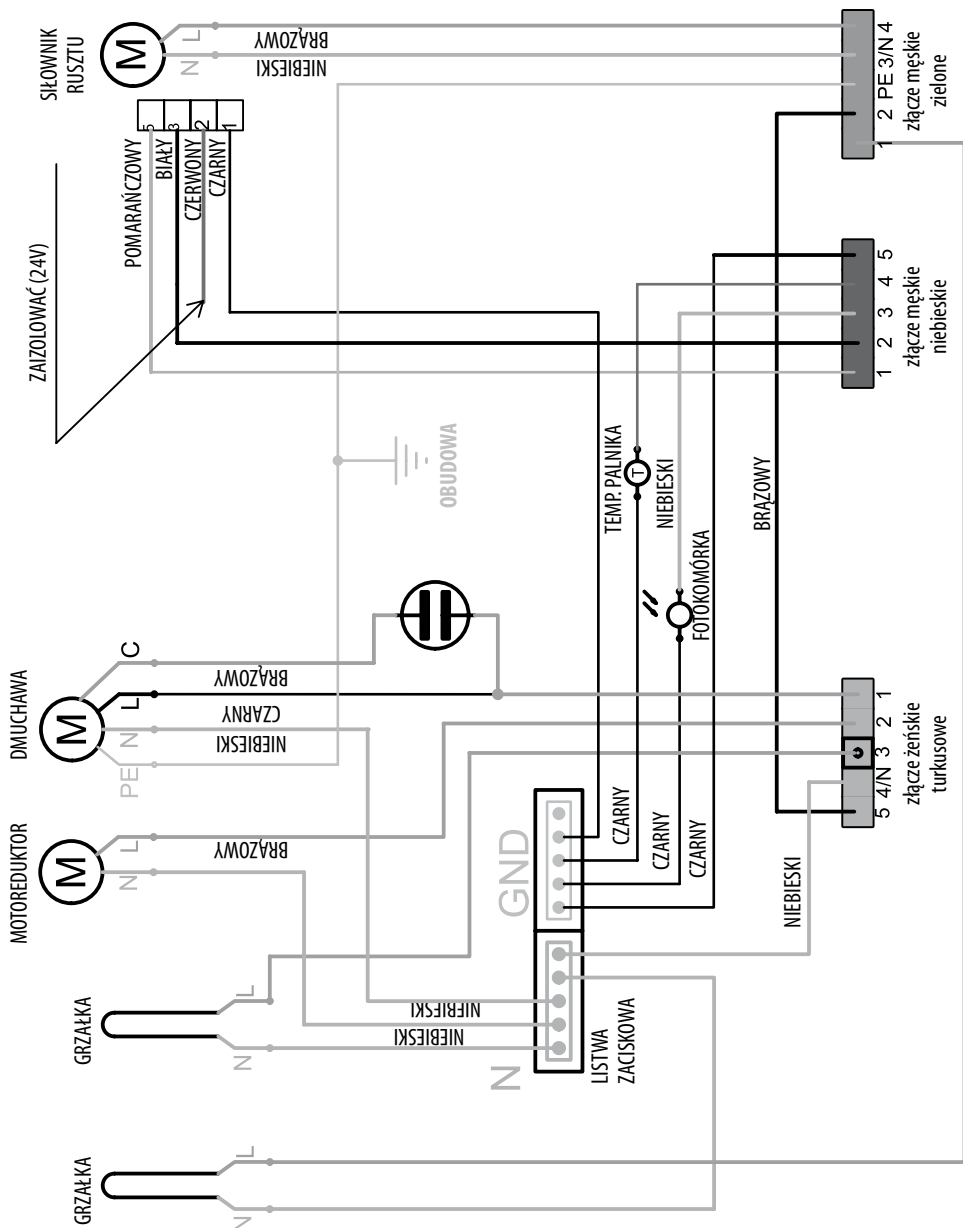 SIŁOWNIK
RUSZTU
M
L
N
BRĄZOWY
NIEBIESKI
5
3
2
1
POMARAŃCZOWY
BIAŁY
CZERWONY
CZARNY
ZAIZOLOWAĆ (24V)
OBUDOWA
DMUCHAWA
M
C
L
N
PE
BRĄZOWY
CZARNY
NIEBIESKI
MOTOREDUKTOR
M
L
N
BRĄZOWY
GRZAŁKA
L
N
GRZAŁKA
L
N
NIEBIESKI
NIEBIESKI
N
GND
LISTWA
ZACISKOWA
CZARNY
CZARNY
CZARNY
TEMP. PALNIKA
T
NIEBIESKI
FOTOKOMÓRKA
BRĄZOWY
NIEBIESKI
1 2 PE 3/N 4
złącze męskie
zielone
1 2 3 4 5
złącze męskie
niebieskie
5 4/N 3 2 1
złącze żeńskie
turkusowe